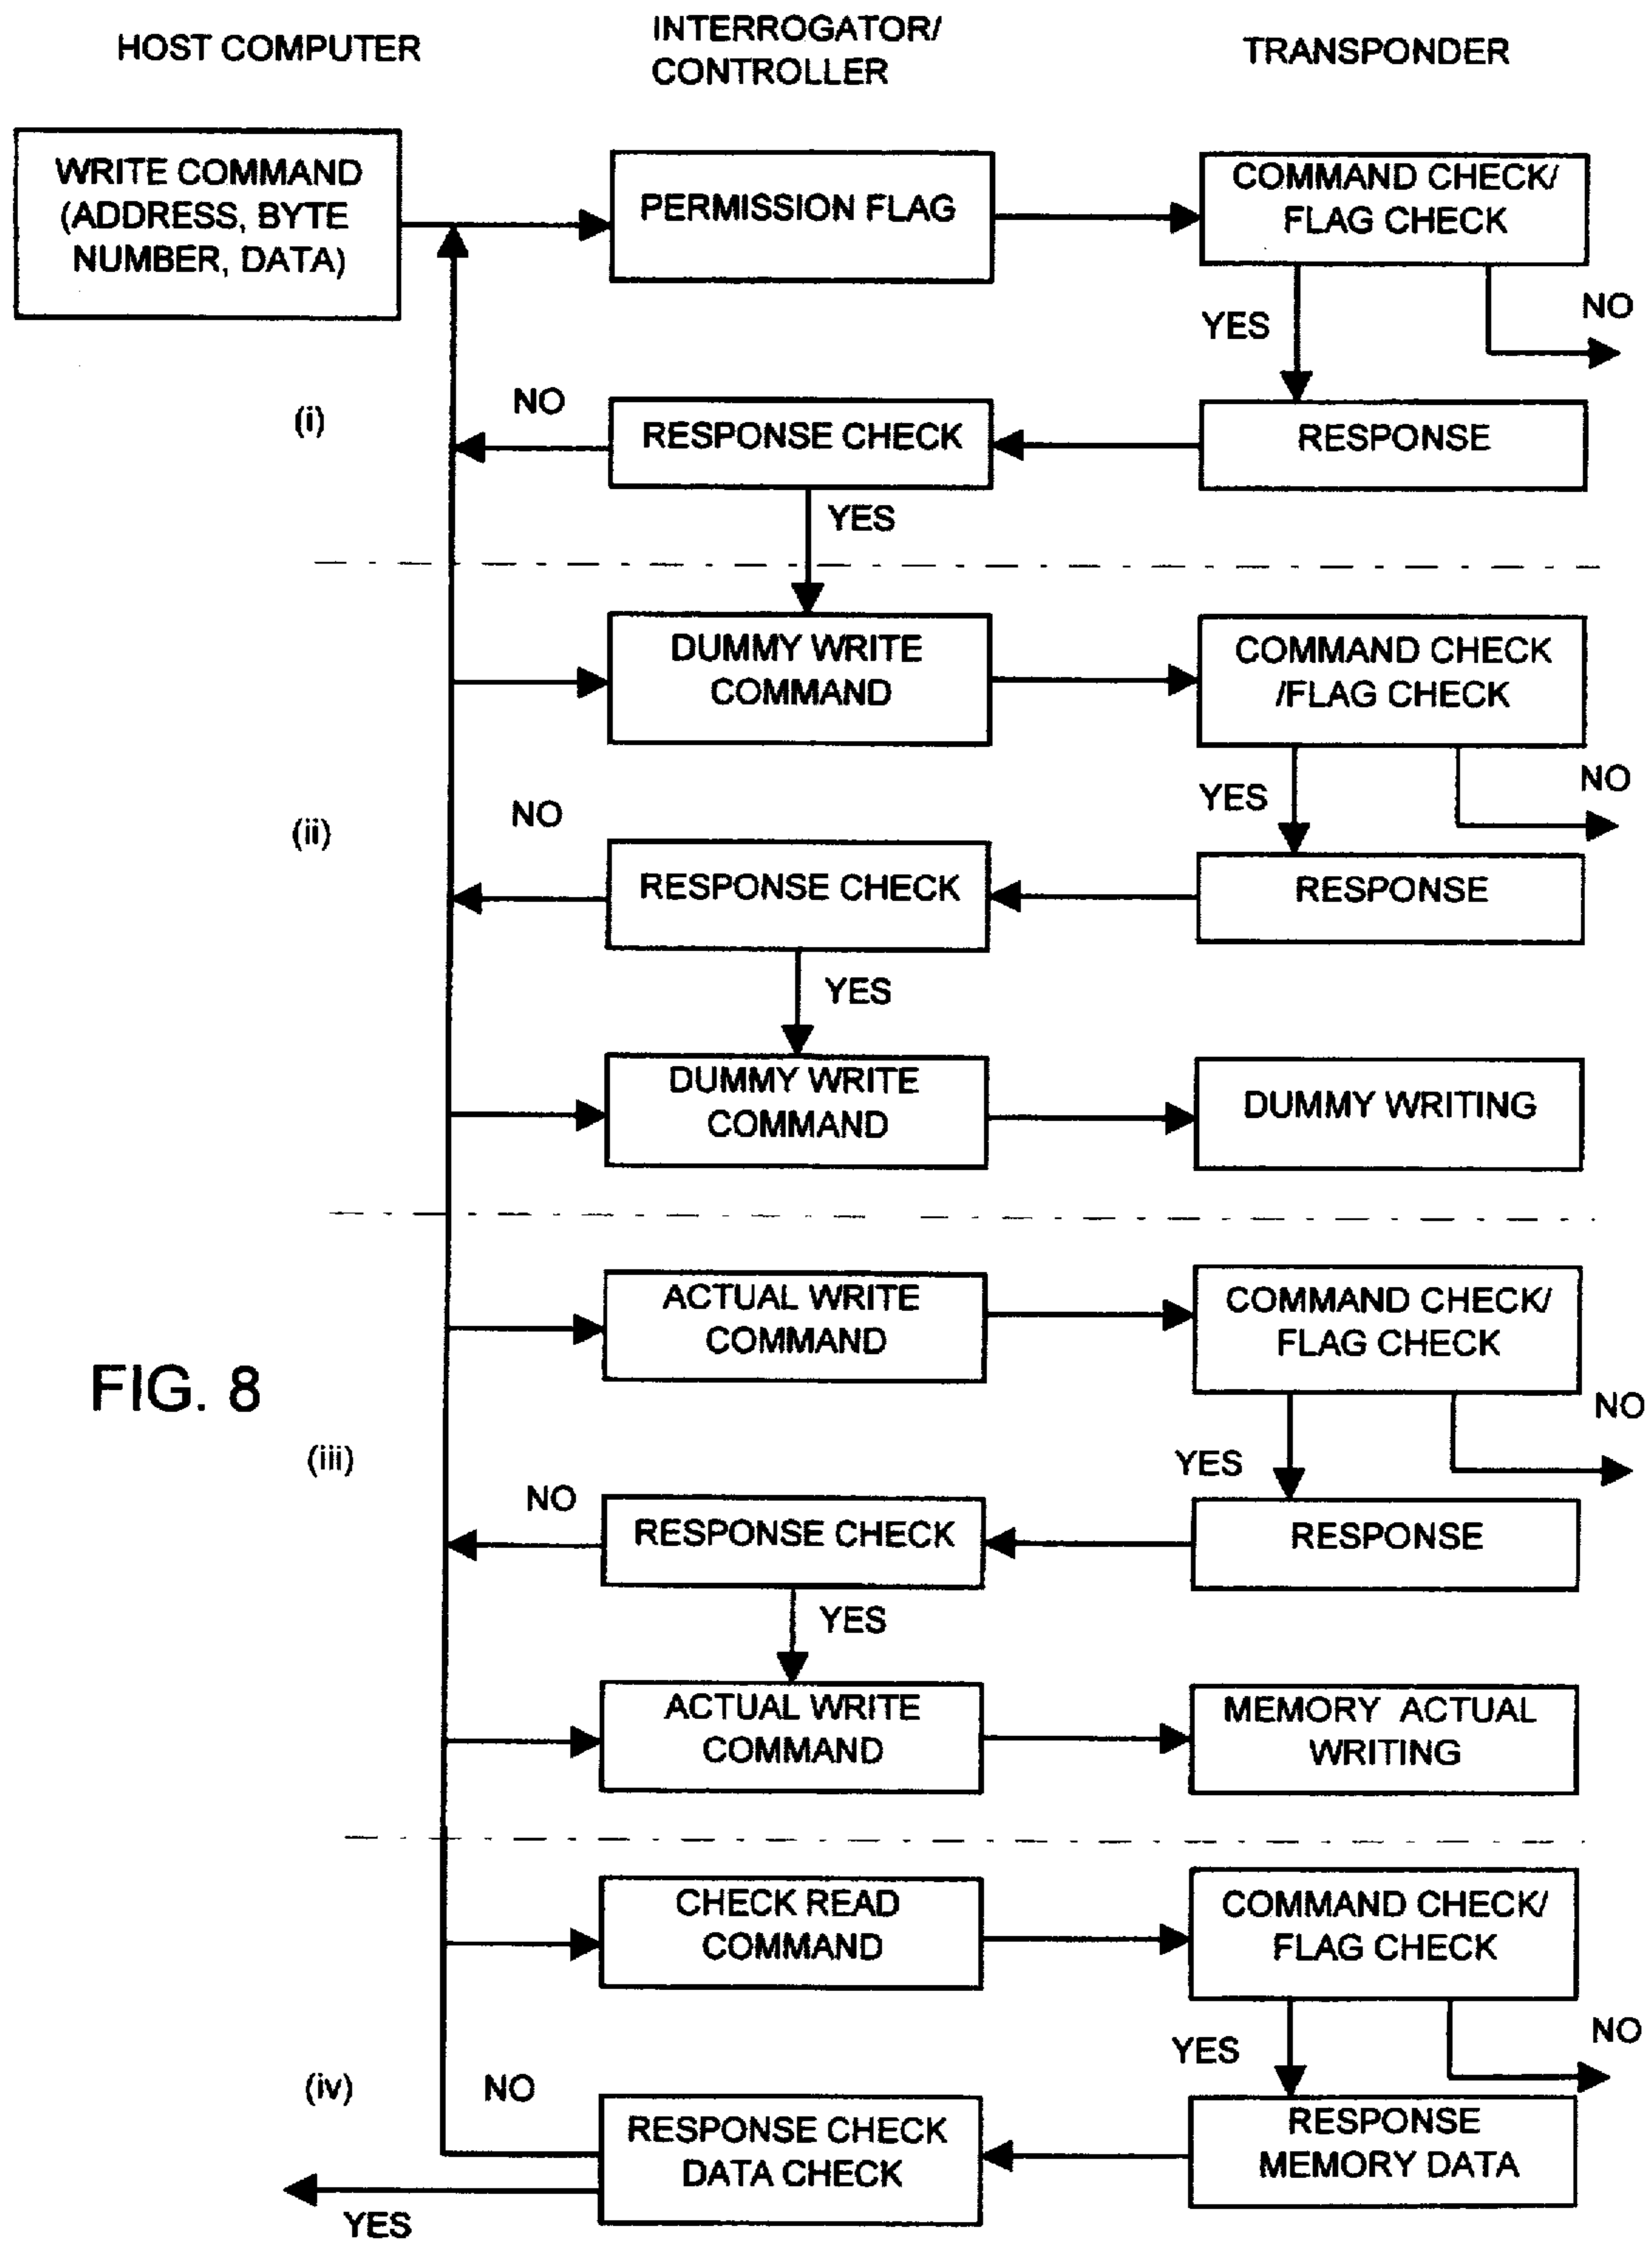 HOST COMPUTER
INTERROGATOR/
CONTROLLER
TRANSPONDER
WRITE COMMAND
(ADDRESS, BYTE
NUMBER, DATA)
PERMISSION FLAG
COMMAND CHECK/
FLAG CHECK
YES
NO
(i)
NO
RESPONSE CHECK
RESPONSE
YES
DUMMY WRITE
COMMAND
COMMAND CHECK
/FLAG CHECK
YES
NO
(ii)
NO
RESPONSE CHECK
RESPONSE
YES
DUMMY WRITE
COMMAND
DUMMY WRITING
ACTUAL WRITE
COMMAND
COMMAND CHECK/
FLAG CHECK
FIG. 8
YES
NO
(iii)
NO
RESPONSE CHECK
RESPONSE
YES
ACTUAL WRITE
COMMAND
MEMORY ACTUAL
WRITING
CHECK READ
COMMAND
COMMAND CHECK/
FLAG CHECK
YES
NO
(iv)
NO
RESPONSE CHECK
DATA CHECK
RESPONSE
MEMORY DATA
YES